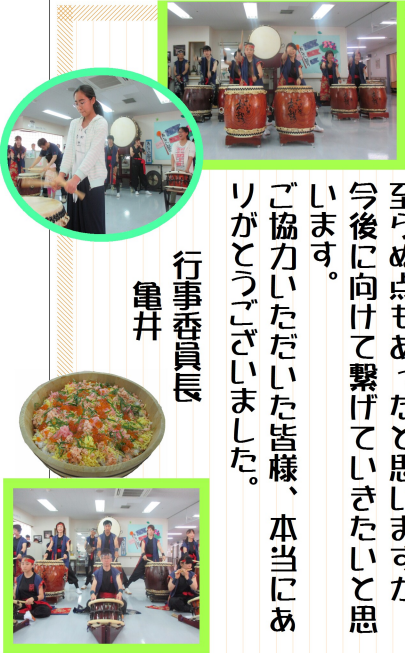 至らぬ点もあったと思いますが
今後に向けて繋げていきたいと思
います。
ご協力いただいた皆様、本当にあ
りがとうございました。
行事委員長
亀井